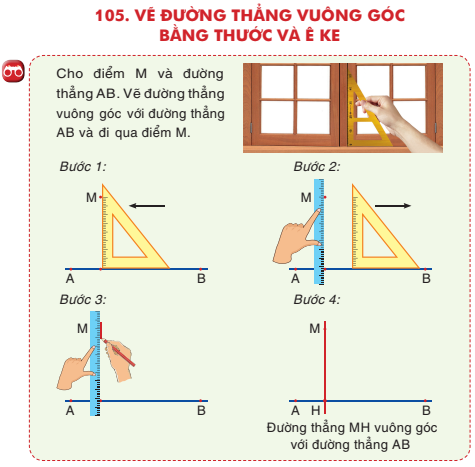 105. VẼ ĐƯỜNG THẲNG VUÔNG GÓC
BẰNG THƯỚC VÀ Ê KE
Cho điểm M và đường
thẳng AB. Vẽ đường thẳng
vuông góc với đường thẳng
AB và đi qua điểm M.
Bước 1:
M
A
B
Bước 2:
M
A
B
Bước 3:
M
A
B
Bước 4:
M
A
H
B
Đường thẳng MH vuông góc
với đường thẳng AB